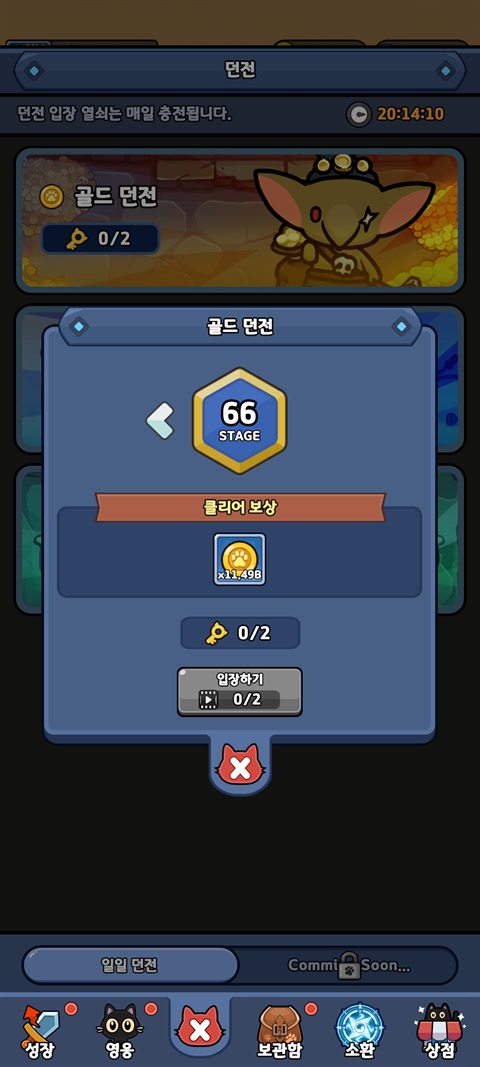 던전
던전 입장 열쇠는 매일 충전됩니다.
20:14:10
골드 던전
0/2
골드 던전
66
STAGE
클리어 보상
x11.49B
0/2
입장하기
0/2
일일 던전
Commi Soon...
성장
영웅
보관함
소환
상점